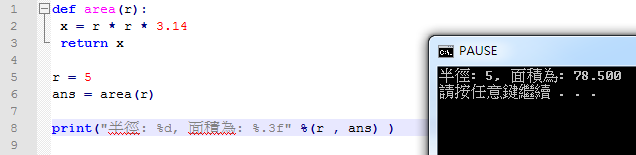 1 def area(r):
2 x = r * r * 3.14
3 return x
4
5 r = 5
6 ans = area(r)
7
8 print("半徑: %d, 面積為: %.3f" %(r , ans) )
PAUSE
半徑: 5, 面積為: 78.500
請按任意鍵繼續 . . .